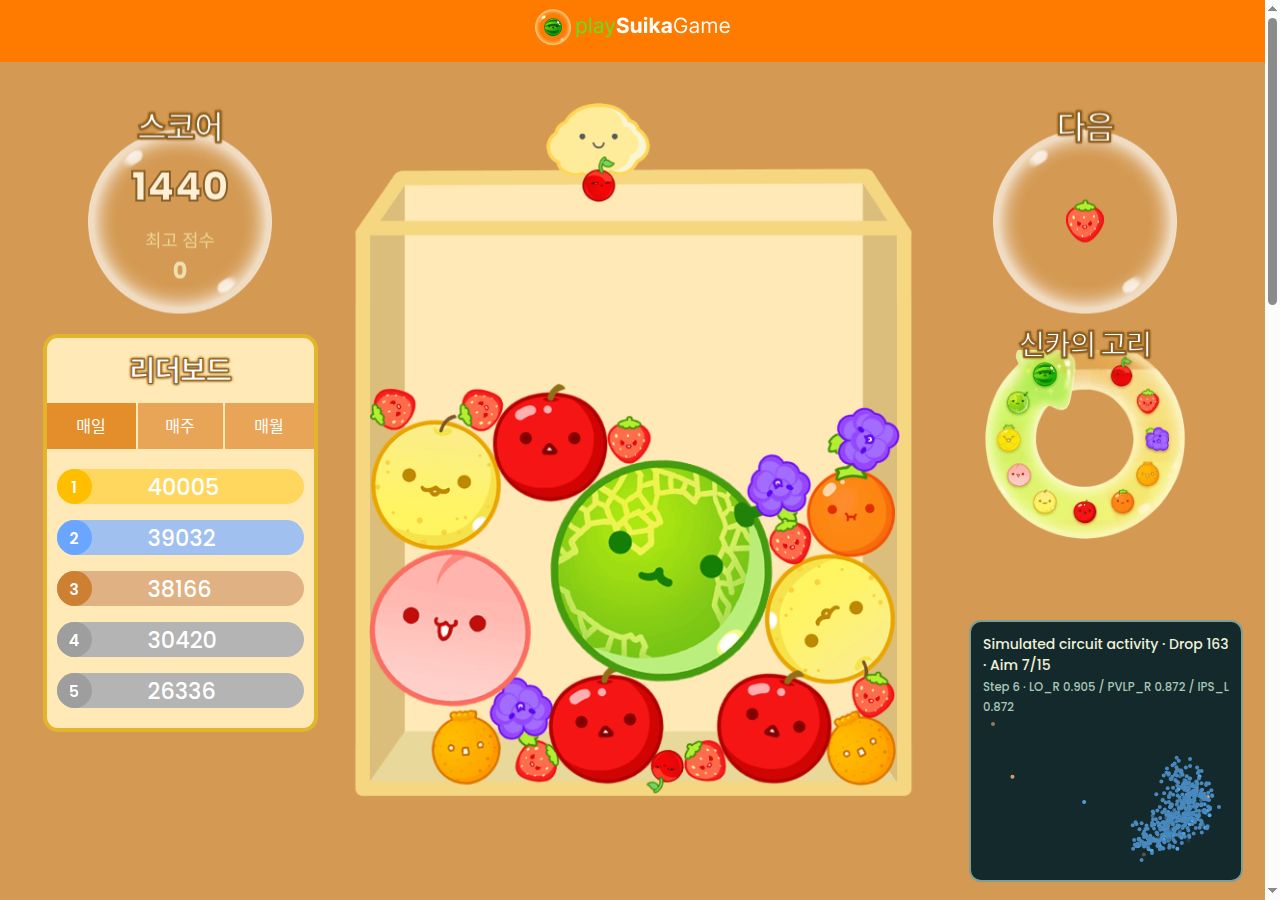 playSuikaGame
스코어
1440
최고 점수
0
다음
신카의 고리
리더보드
매일 매주 매월
1 40005
2 39032
3 38166
4 30420
5 26336
Simulated circuit activity · Drop 163
· Aim 7/15
Step 6 · LO_R 0.905 / PVLP_R 0.872 / IPS_L
0.872